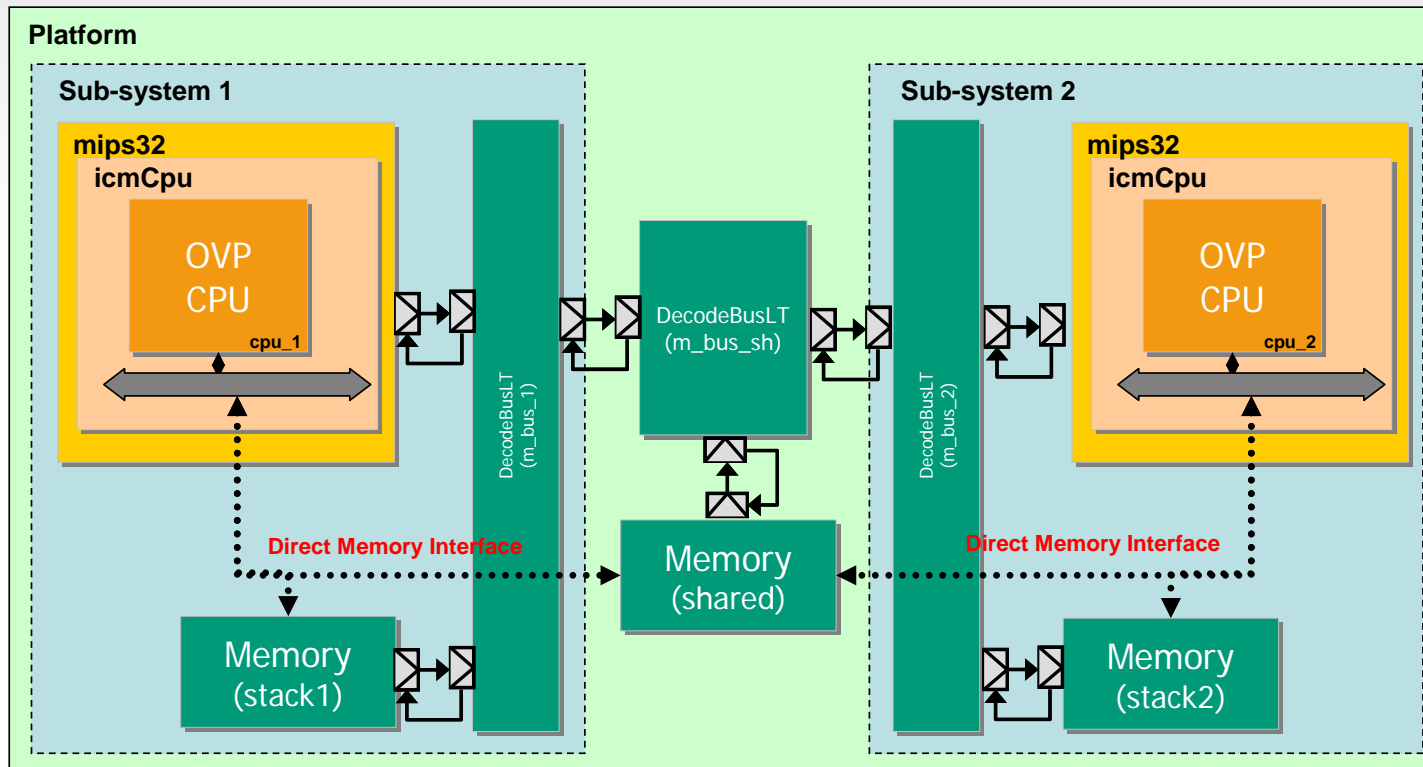 Platform
Sub-system 1
mips32
icmCpu
OVP
CPU
cpu_1
DecodeBusLT
(m_bus_1)
DecodeBusLT
(m_bus_sh)
Sub-system 2
DecodeBusLT
(m_bus_2)
mips32
icmCpu
OVP
CPU
cpu_2
Direct Memory Interface
Direct Memory Interface
Memory
(shared)
Memory
(stack1)
Memory
(stack2)